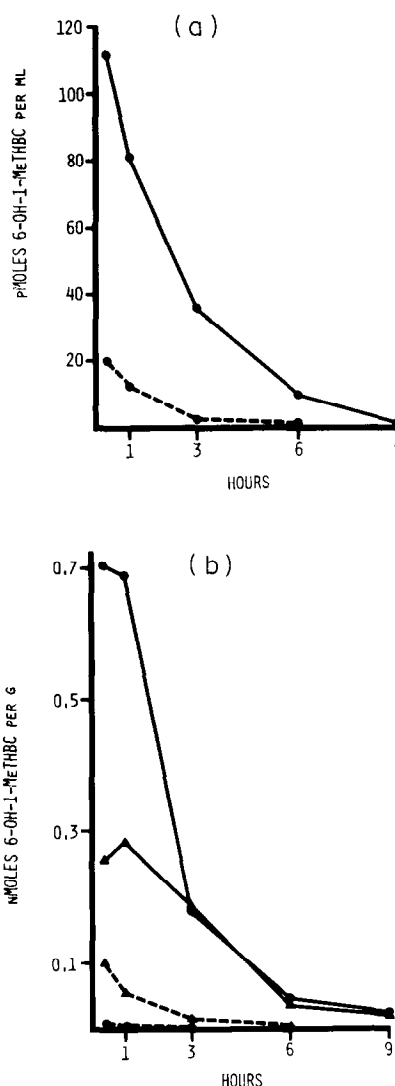 (a)
120
100
80
60
40
20
PMOLES 6-OH-1-MeTHBC PER ML
1
3
6
HOURS
(b)
0.7
0.5
0.3
0.1
NMOLES 6-OH-1-MeTHBC PER G
1
3
6
9
HOURS